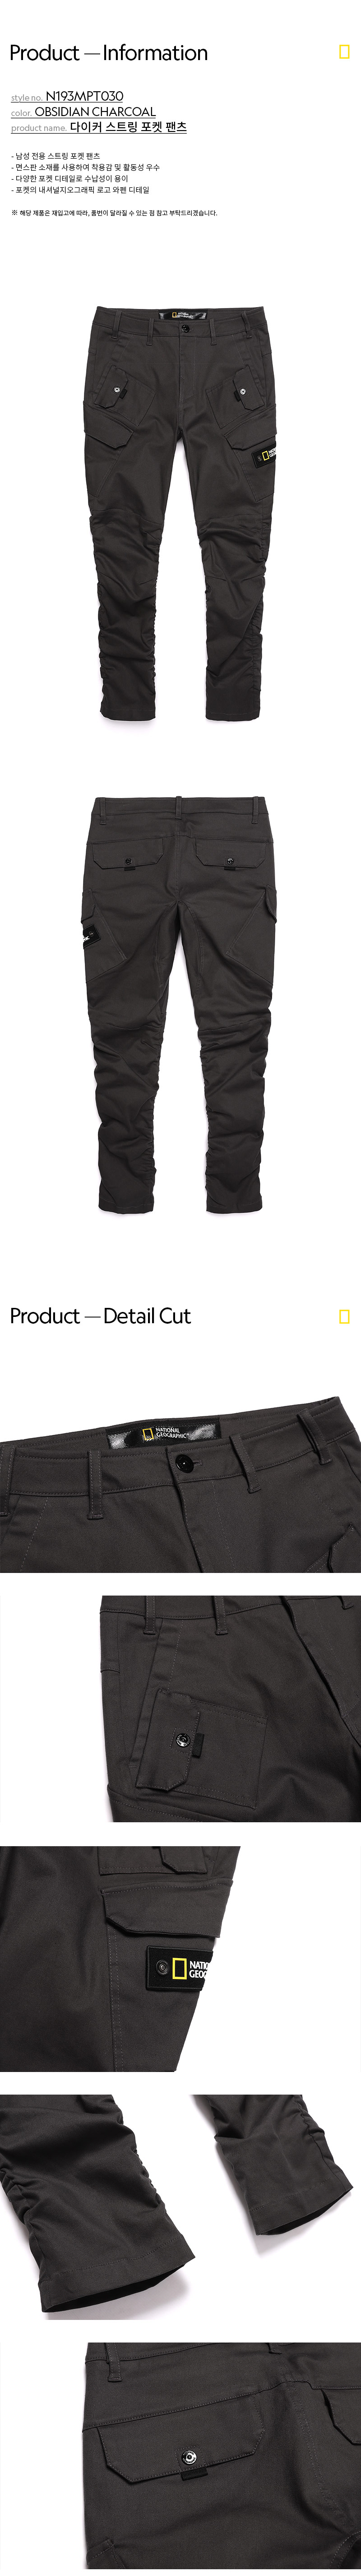 Product — Information
style no. N193MPT030
color. OBSIDIAN CHARCOAL
product name. 다이커 스트링 포켓 팬츠
- 남성 전용 스트링 포켓 팬츠
- 면스판 소재를 사용하여 착용감 및 활동성 우수
- 다양한 포켓 디테일로 수납성이 용이
- 포켓의 내셔널지오그래픽 로고 와펜 디테일
※ 해당 제품은 재입고에 따라, 품번이 달라질 수 있는 점 참고 부탁드리겠습니다.
Product — Detail Cut
NATIONAL
GEOGRAPHIC